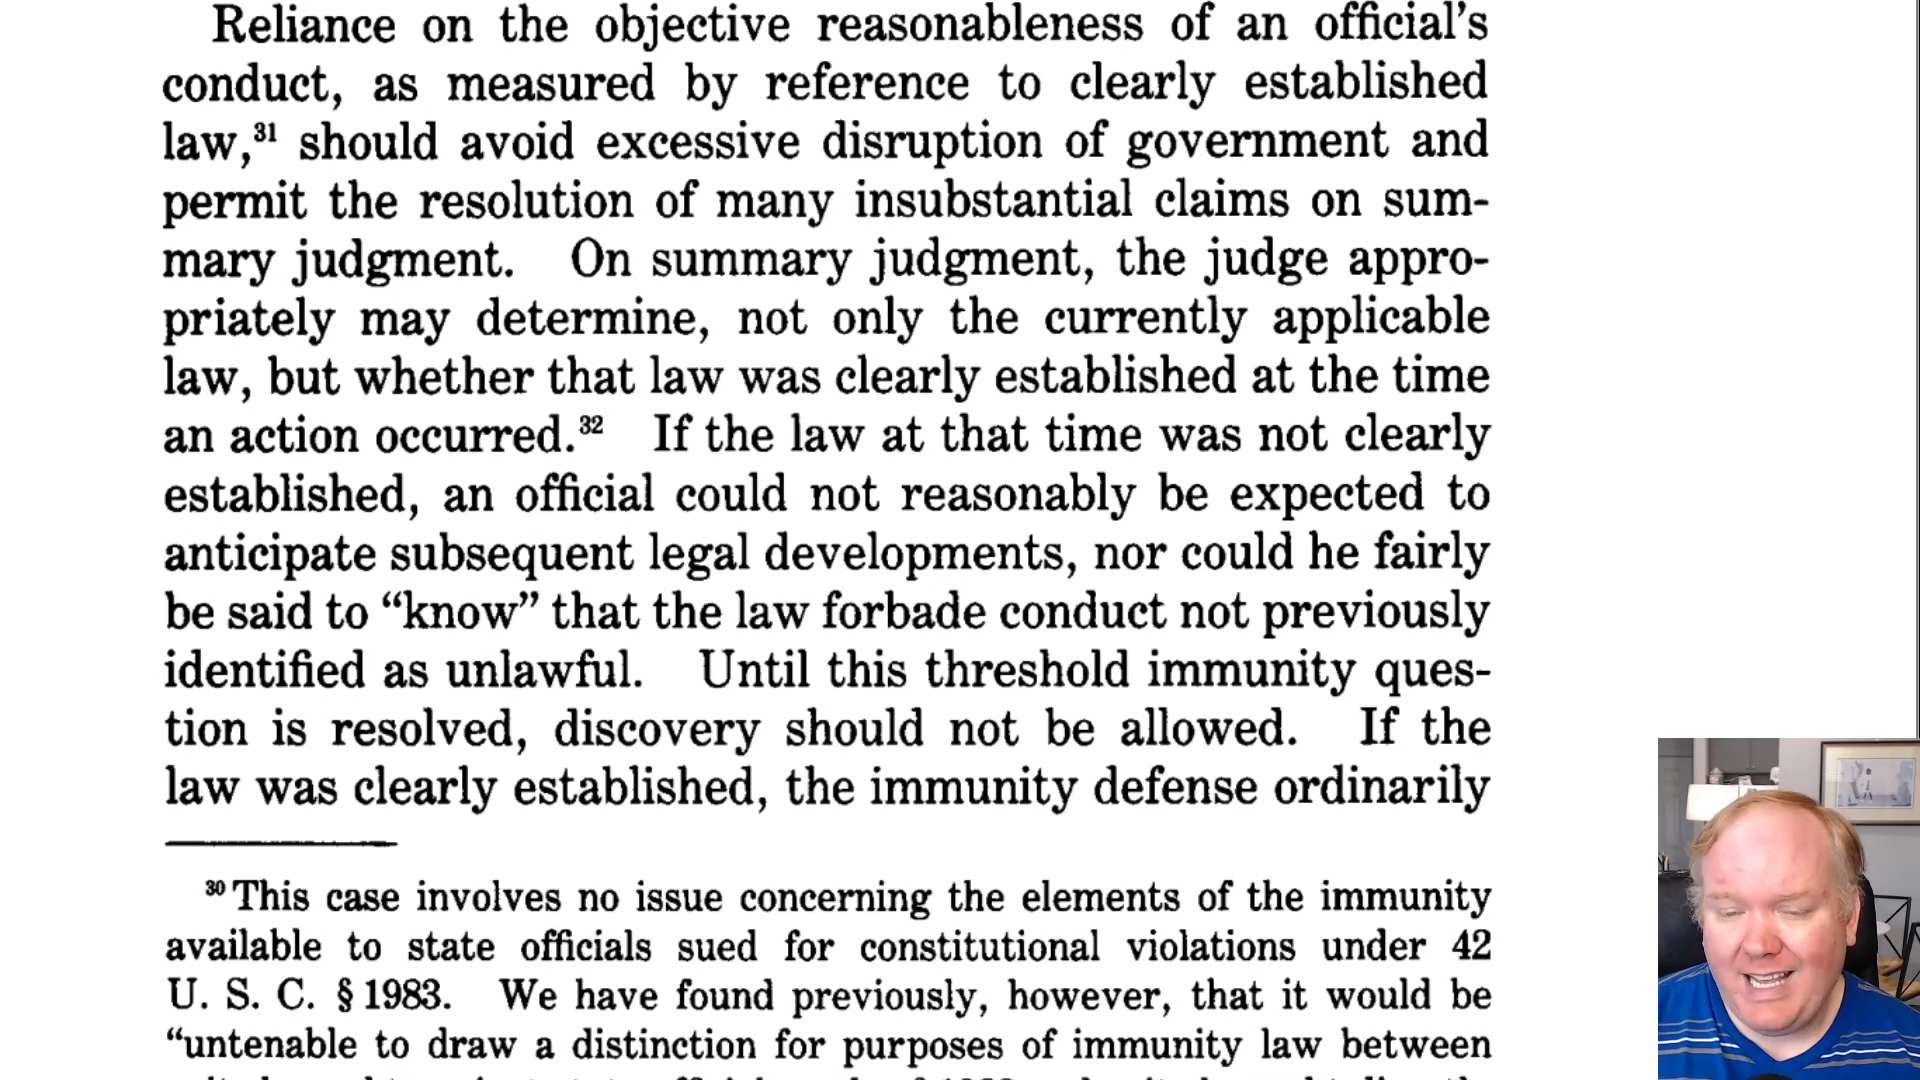 Reliance on the objective reasonableness of an official's
conduct, as measured by reference to clearly established
law,³¹ should avoid excessive disruption of government and
permit the resolution of many insubstantial claims on sum-
mary judgment. On summary judgment, the judge appro-
priately may determine, not only the currently applicable
law, but whether that law was clearly established at the time
an action occurred.³² If the law at that time was not clearly
established, an official could not reasonably be expected to
anticipate subsequent legal developments, nor could he fairly
be said to “know” that the law forbade conduct not previously
identified as unlawful. Until this threshold immunity ques-
tion is resolved, discovery should not be allowed. If the
law was clearly established, the immunity defense ordinarily
³⁰ This case involves no issue concerning the elements of the immunity
available to state officials sued for constitutional violations under 42
U. S. C. § 1983. We have found previously, however, that it would be
“untenable to draw a distinction for purposes of immunity law between